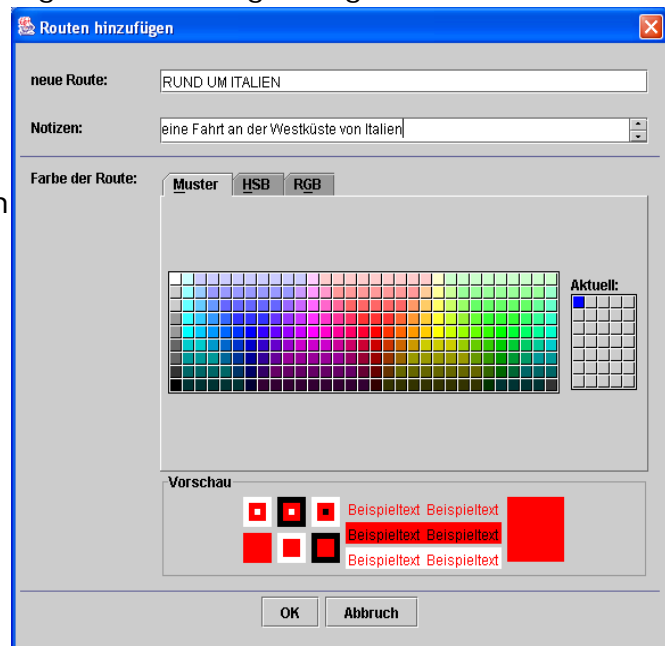 Routen hinzufügen
neue Route: RUND UM ITALIEN
Notizen: eine Fahrt an der Westküste von Italien
Farbe der Route: Muster HSB RGB
n
Aktuell:
Vorschau
Beispieltext Beispieltext
Beispieltext Beispieltext
Beispieltext Beispieltext
OK Abbruch